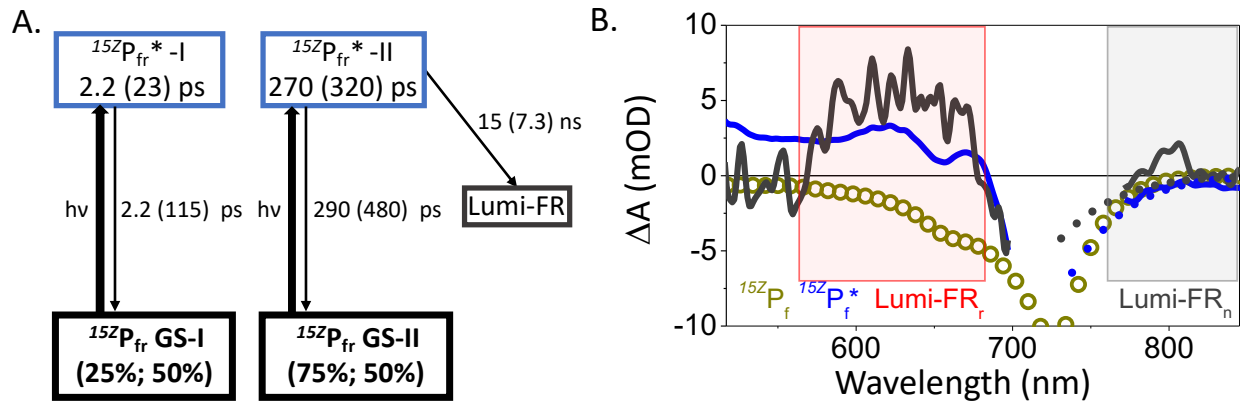 A.
15ZPfr* -I
2.2 (23) ps
15ZPfr* -II
270 (320) ps
15 (7.3) ns
hν
2.2 (115) ps
hν
290 (480) ps
Lumi-FR
15ZPfr GS-I
(25%; 50%)
15ZPfr GS-II
(75%; 50%)
B.
ΔA (mOD)
10
5
0
-5
-10
15ZPf
15ZPf*
Lumi-FRr
Lumi-FRn
600
700
800
Wavelength (nm)